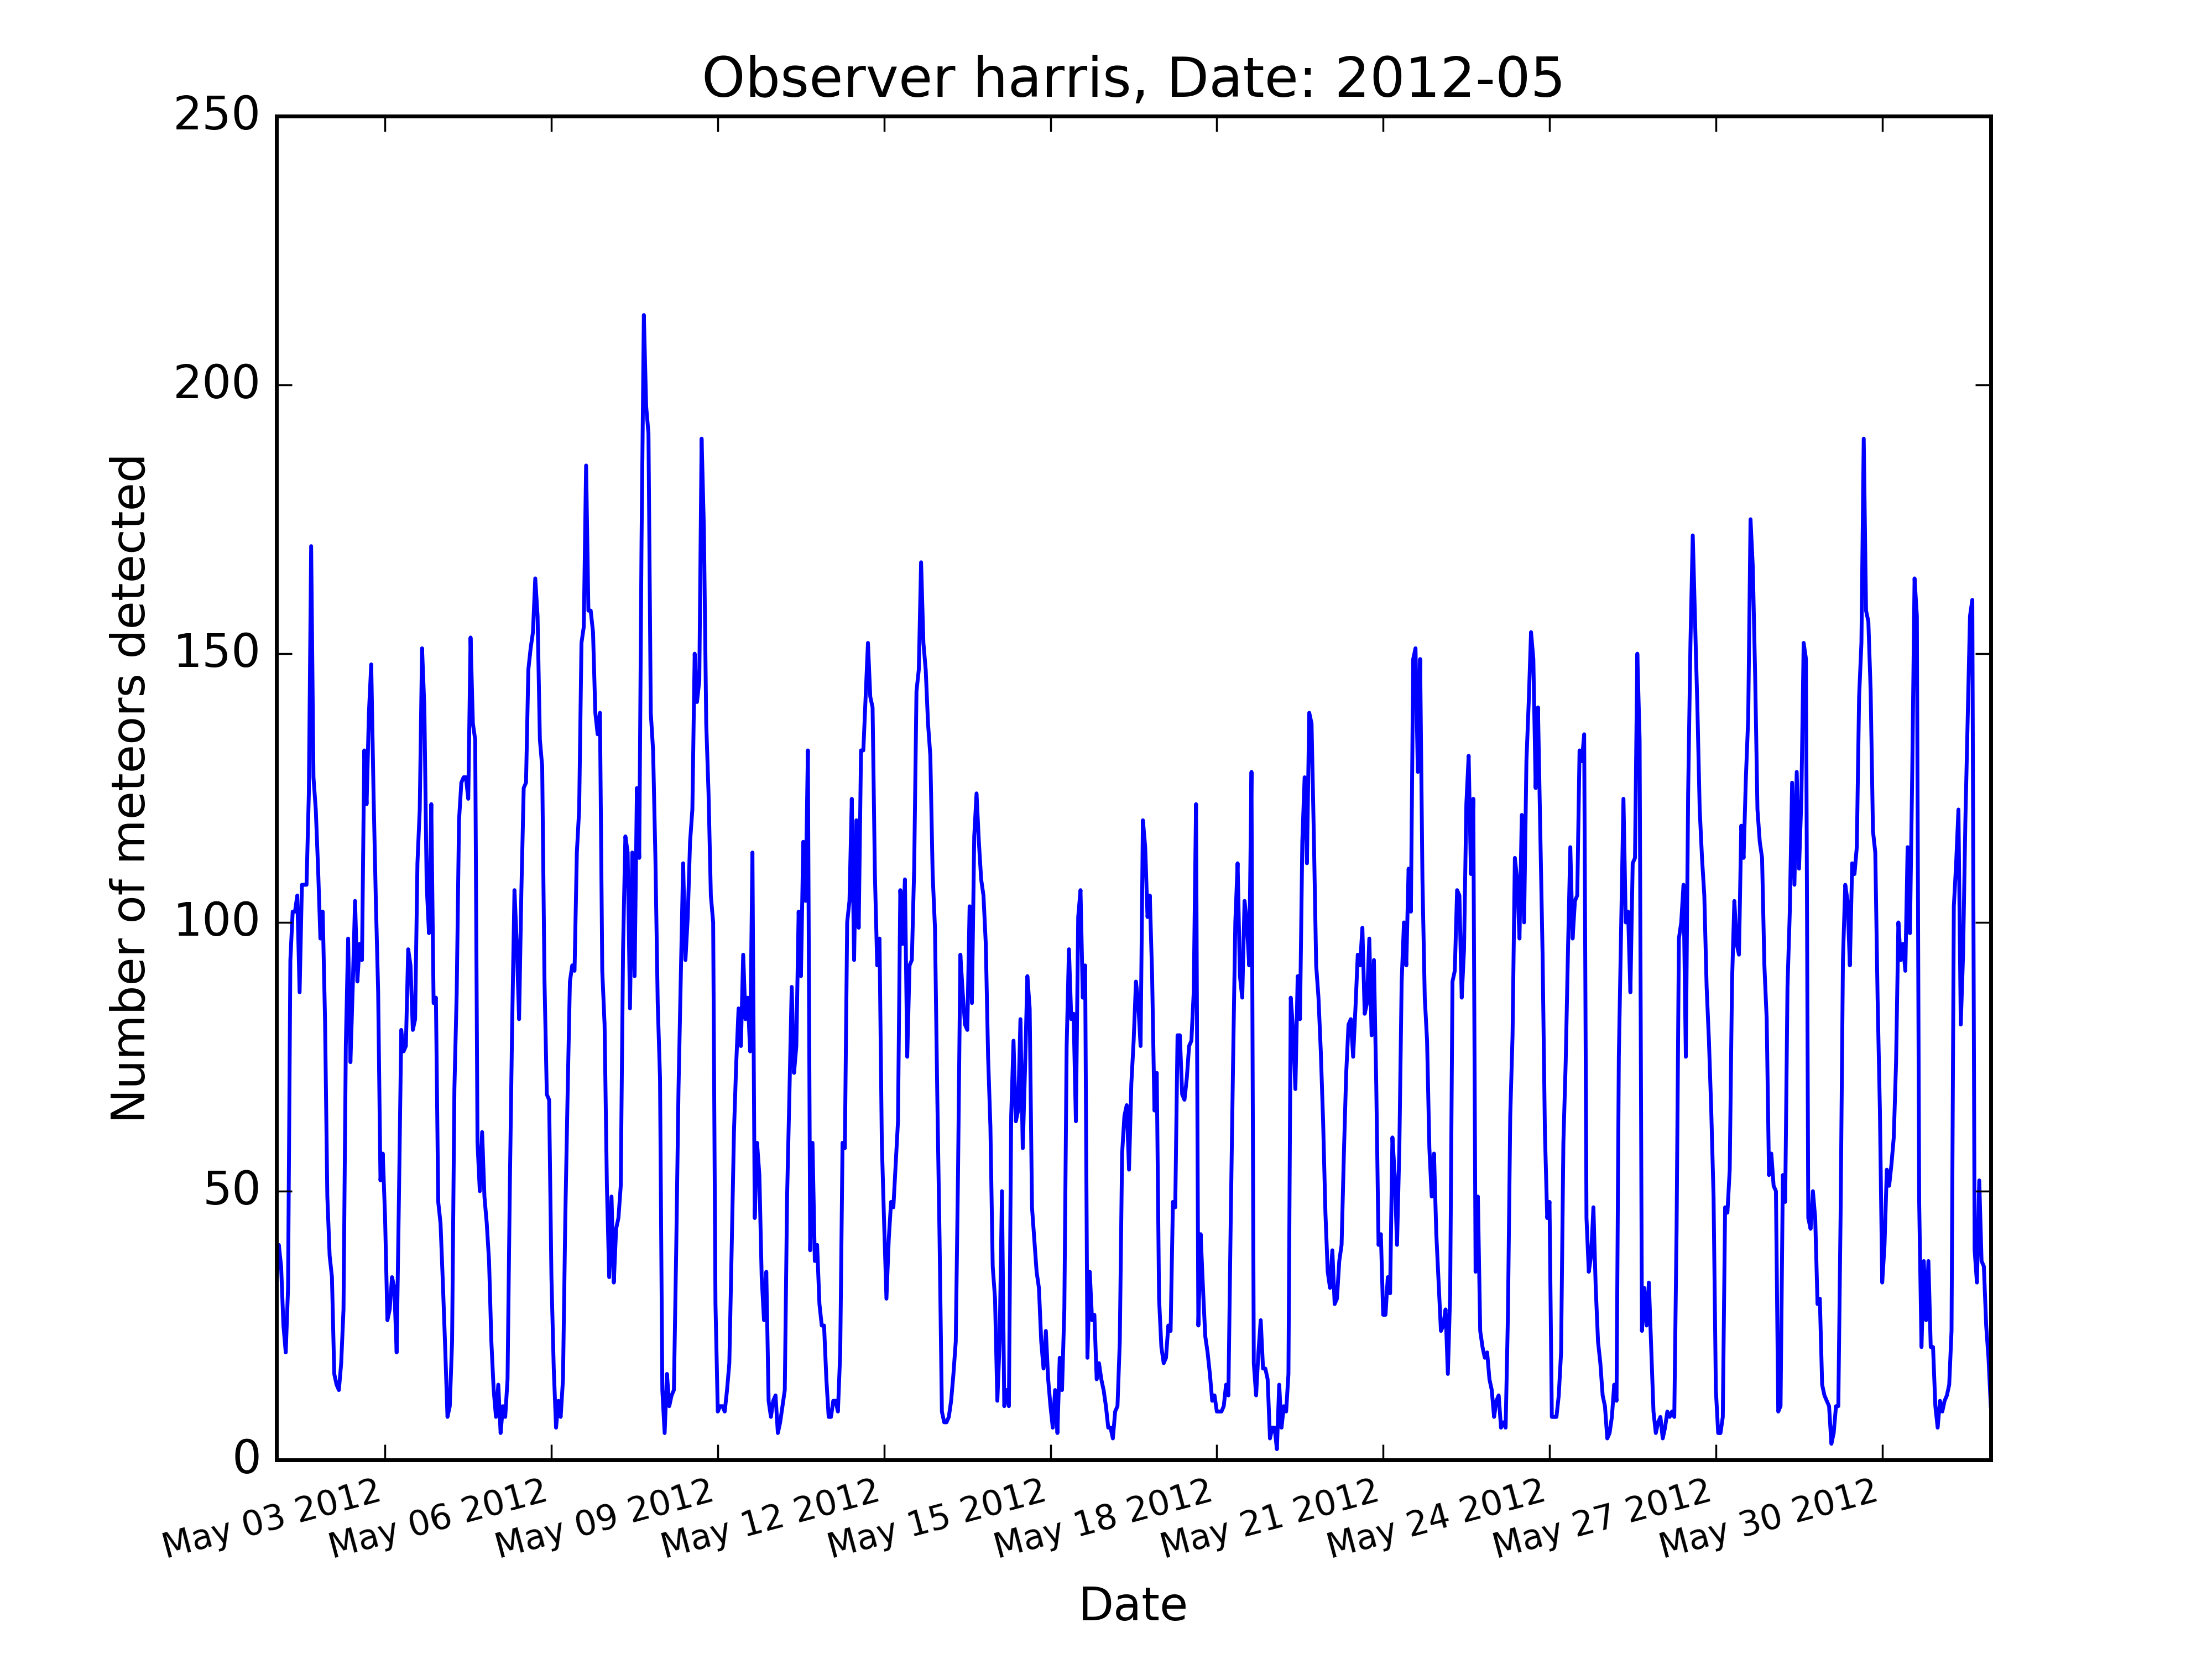 Observer harris, Date: 2012-05
250
200
150
100
50
0
Number of meteors detected
May 03 2012
May 06 2012
May 09 2012
May 12 2012
May 15 2012
May 18 2012
May 21 2012
May 24 2012
May 27 2012
May 30 2012
Date